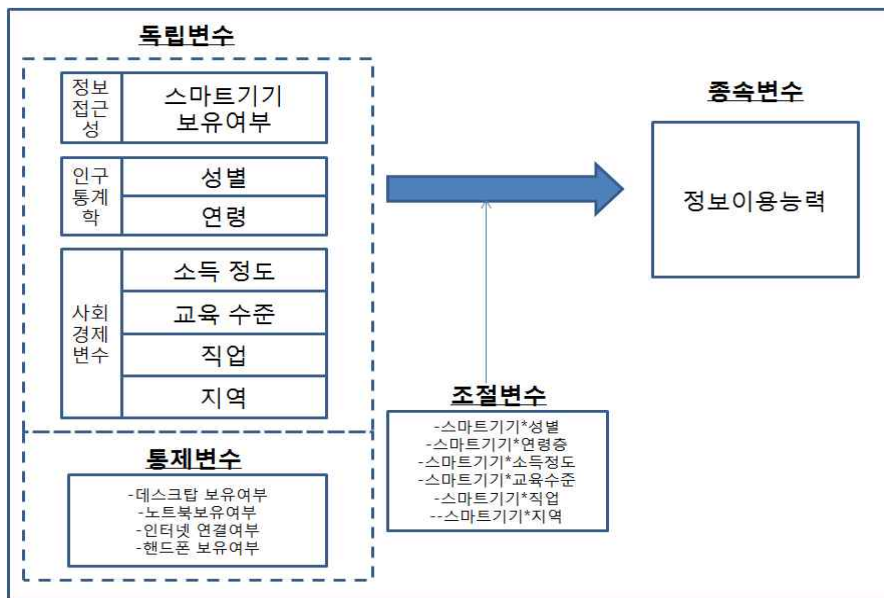 독립변수
정보
접근
성
스마트기기
보유여부
인구
통계
학
성별
연령
사회
경제
변수
소득 정도
교육 수준
직업
지역
통제변수
-데스크탑 보유여부
-노트북보유여부
-인터넷 연결여부
-핸드폰 보유여부
종속변수
정보이용능력
조절변수
-스마트기기*성별
-스마트기기*연령층
-스마트기기*소득정도
-스마트기기*교육수준
-스마트기기*직업
--스마트기기*지역